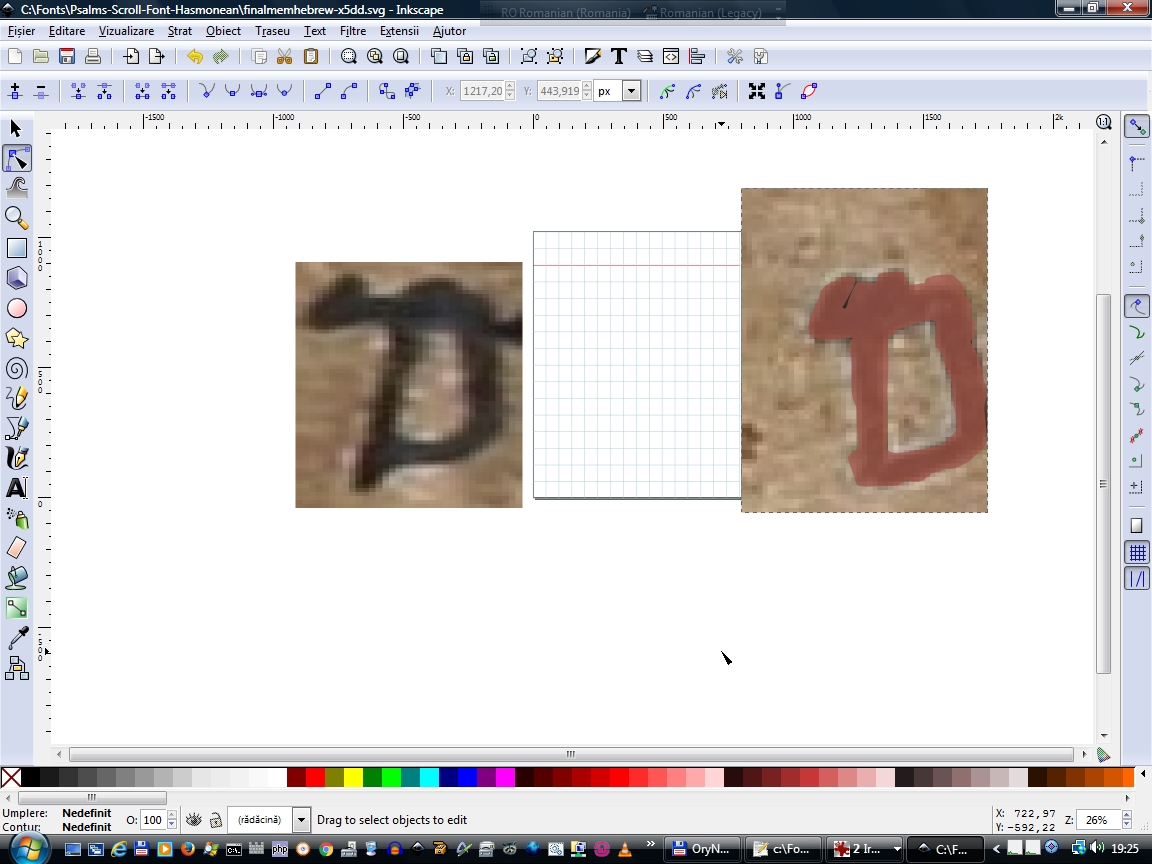 C:\Fonts\Psalms-Scroll-Font-Hasmonean\finalmemhebrew-x5dd.svg - Inkscape
RO Romanian (Romania) Romanian (Legacy)
Fișier Editare Vizualizare Strat Obiect Traseu Text Filtre Extensii Ajutor
X: 1217,20 Y: 443,919 px
-1500 -1000 -500 0 500 1000 1500 2k
1:1
1000
500
0
-500
ם
ם
Umplere: Nedefinit O: 100 (rădăcină) Drag to select objects to edit X: 722,97 Z: 26%
Contur: Nedefinit Y: -592,22
php OryN... c:\Fo... 2 Ir... C:\F... 19:25